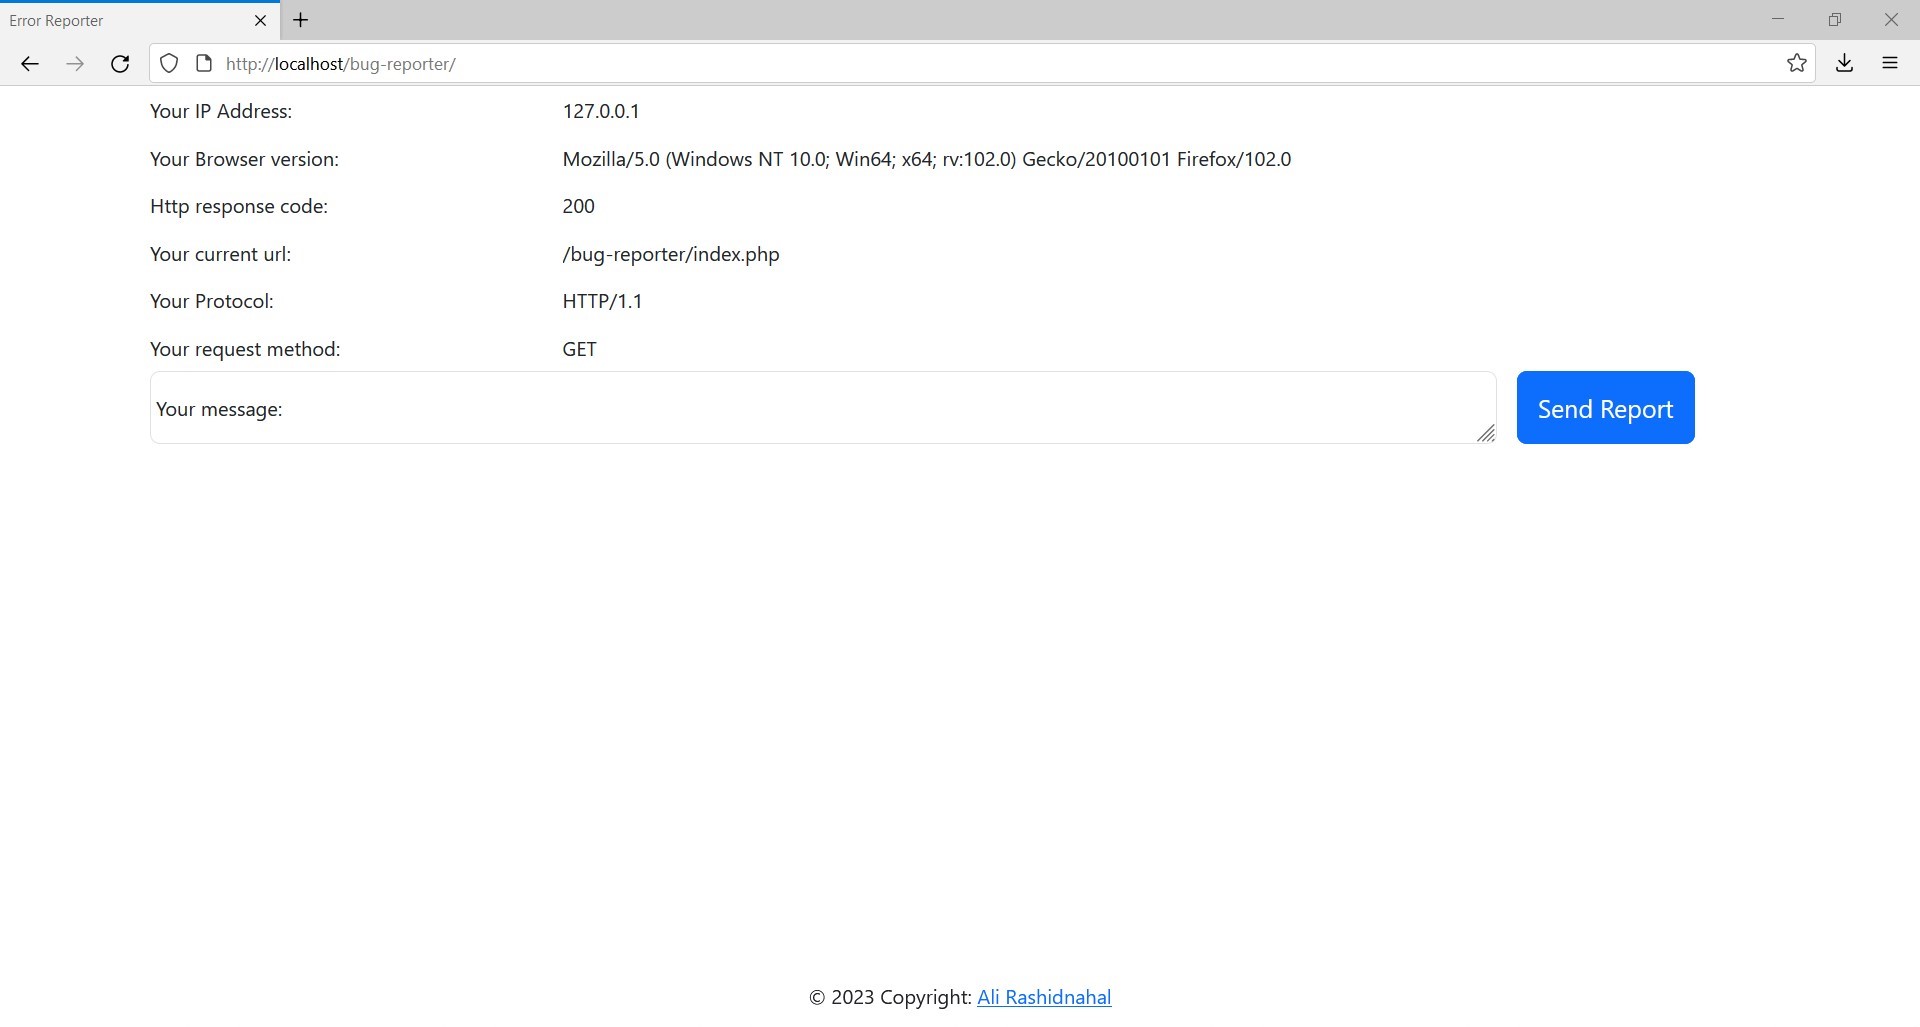 Error Reporter
http://localhost/bug-reporter/
Your IP Address: 127.0.0.1
Your Browser version: Mozilla/5.0 (Windows NT 10.0; Win64; x64; rv:102.0) Gecko/20100101 Firefox/102.0
Http response code: 200
Your current url: /bug-reporter/index.php
Your Protocol: HTTP/1.1
Your request method: GET
Your message: Send Report
© 2023 Copyright: Ali Rashidnahal